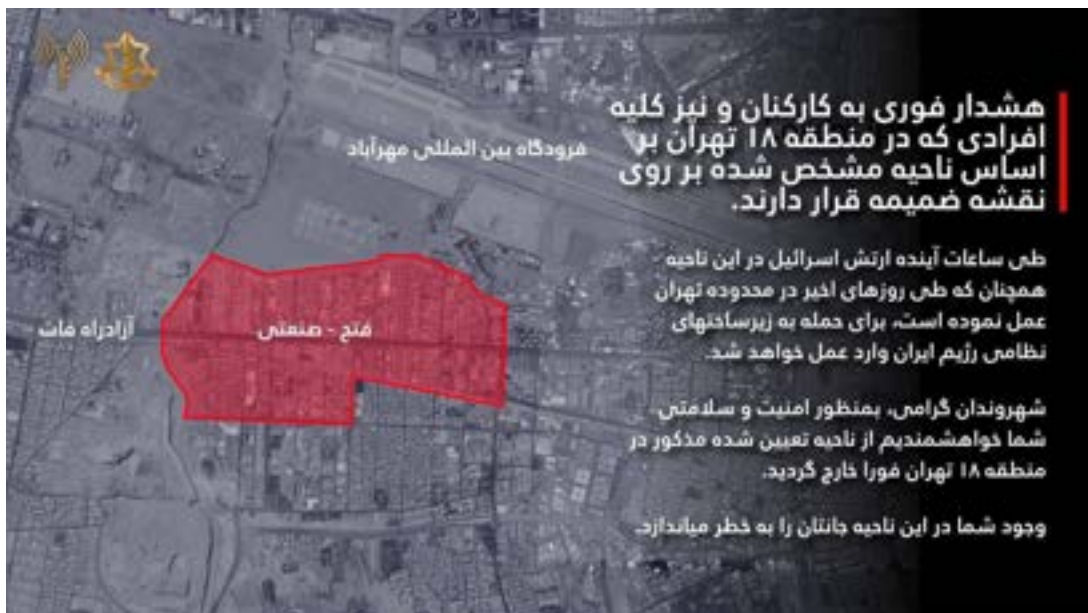 هشدار فوری به کارکنان و نیز کلیه
افرادی که در منطقه ۱۸ تهران بر
اساس ناحیه مشخص شده بر روی
نقشه ضمیمه قرار دارند.
طی ساعات آینده ارتش اسرائیل در این ناحیه
همچنان که طی روزهای اخیر در محدوده تهران
عمل نموده است، برای حمله به زیرساختهای
نظامی رژیم ایران وارد عمل خواهد شد.
شهروندان گرامی، بمنظور امنیت و سلامتی
شما خواهشمندیم از ناحیه تعیین شده مذکور در
منطقه ۱۸ تهران فورا خارج گردید.
وجود شما در این ناحیه جانتان را به خطر میاندازد.
فرودگاه بین المللی مهرآباد
فتح - صنعتی
آزادراه فات